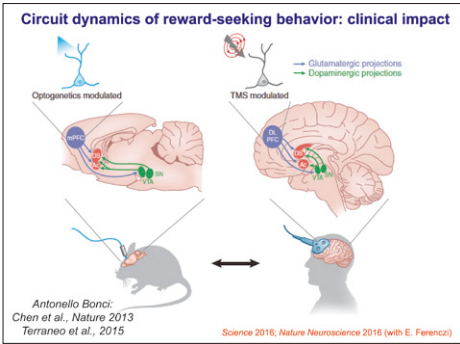 Circuit dynamics of reward-seeking behavior: clinical impact
Optogenetics modulated
TMS modulated
Glutamatergic projections
Dopaminergic projections
mPFC
SN
VTA
DL
PFC
SN
VTA
Antonello Bonci:
Chen et al., Nature 2013
Terraneo et al., 2015
Science 2016; Nature Neuroscience 2016 (with E. Ferenczi)